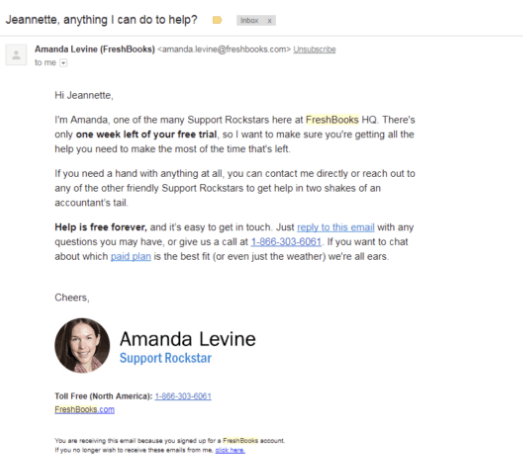 Jeannette, anything I can do to help?
Inbox x
Amanda Levine (FreshBooks) <amanda.levine@freshbooks.com> Unsubscribe
to me
Hi Jeannette,
I'm Amanda, one of the many Support Rockstars here at FreshBooks HQ. There's
only one week left of your free trial, so I want to make sure you're getting all the
help you need to make the most of the time that's left.
If you need a hand with anything at all, you can contact me directly or reach out to
any of the other friendly Support Rockstars to get help in two shakes of an
accountant's tail.
Help is free forever, and it's easy to get in touch. Just reply to this email with any
questions you may have, or give us a call at 1-866-303-6061. If you want to chat
about which paid plan is the best fit (or even just the weather) we're all ears.
Cheers,
Amanda Levine
Support Rockstar
Toll Free (North America): 1-866-303-6061
FreshBooks.com
You are receiving this email because you signed up for a FreshBooks account.
If you no longer wish to receive these emails from me, click here.